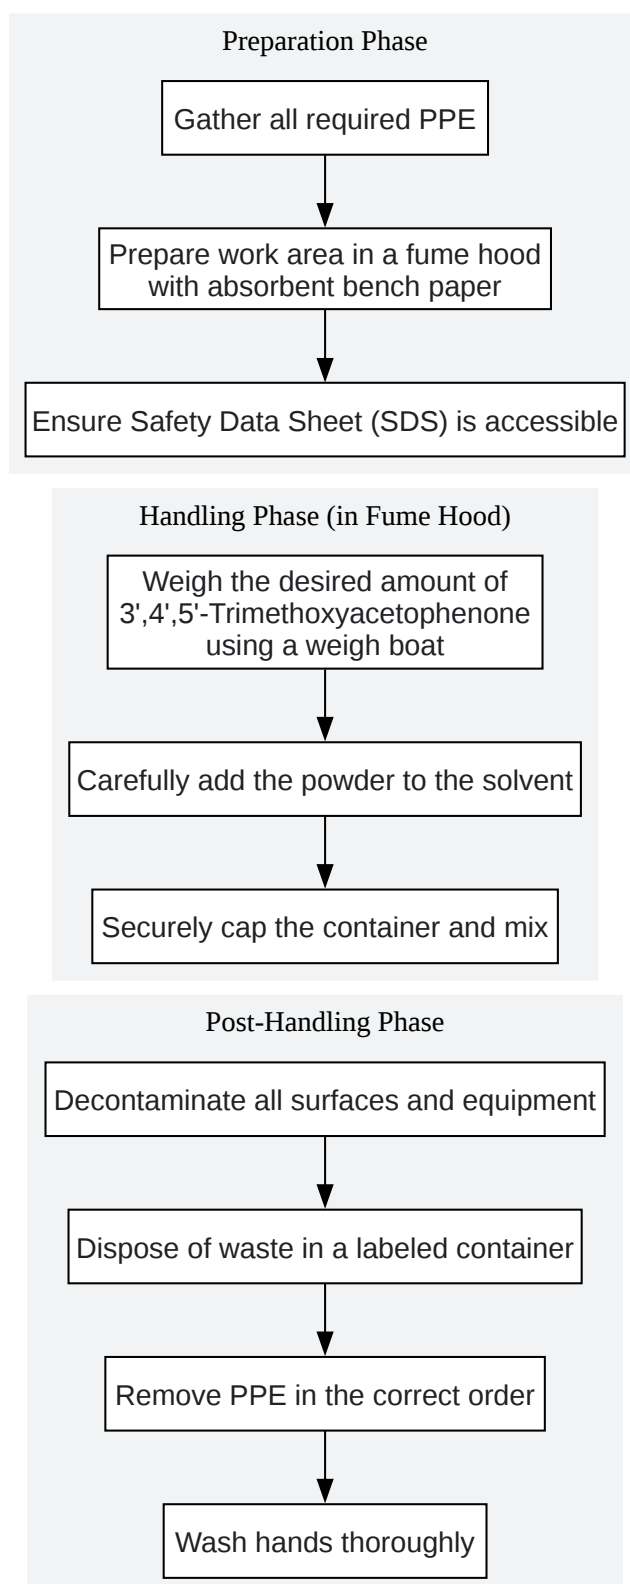 Preparation Phase
Gather all required PPE
Prepare work area in a fume hood
with absorbent bench paper
Ensure Safety Data Sheet (SDS) is accessible
Handling Phase (in Fume Hood)
Weigh the desired amount of
3',4',5'-Trimethoxyacetophenone
using a weigh boat
Carefully add the powder to the solvent
Securely cap the container and mix
Post-Handling Phase
Decontaminate all surfaces and equipment
Dispose of waste in a labeled container
Remove PPE in the correct order
Wash hands thoroughly